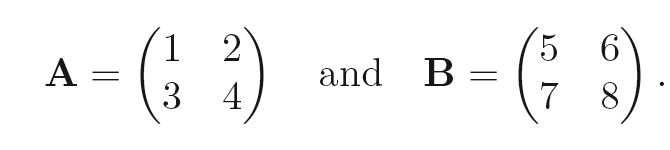 A = (1 2
3 4) and B = (5 6
7 8).